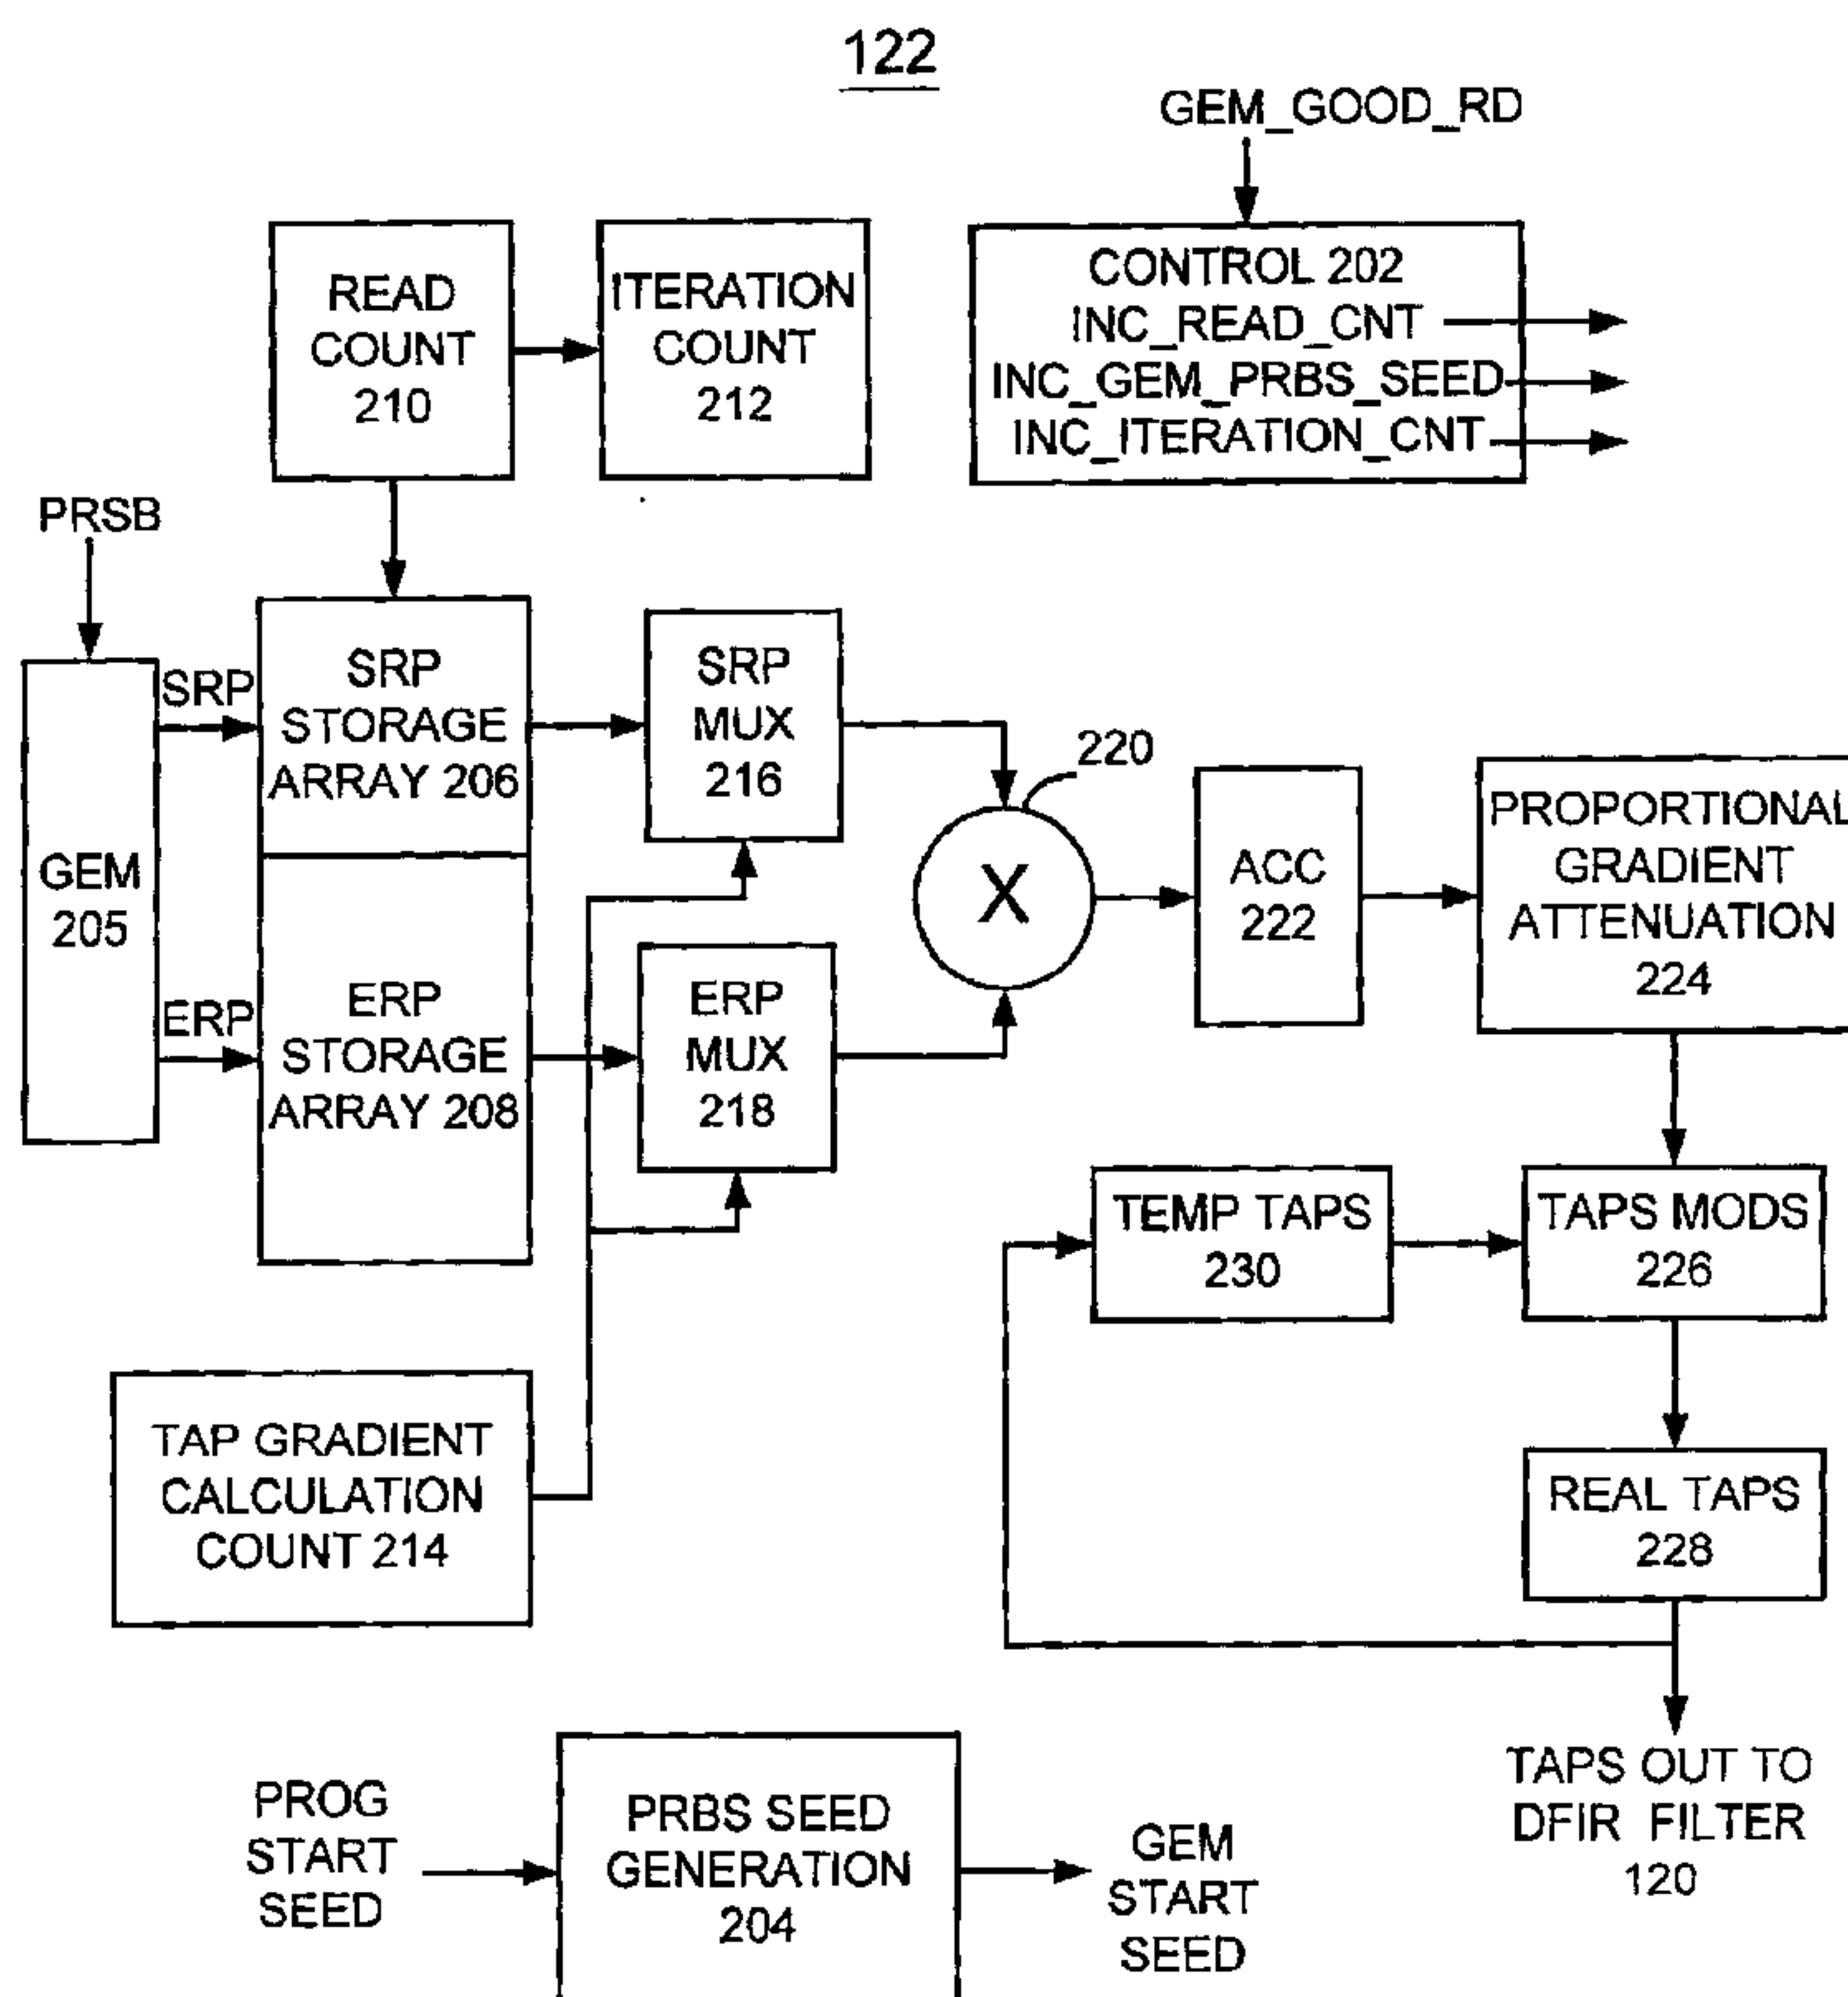 122
GEM_GOOD_RD
READ
COUNT
210
ITERATION
COUNT
212
CONTROL 202
INC_READ_CNT
INC_GEM_PRBS_SEED
INC_ITERATION_CNT
PRSB
GEM
205
SRP
ERP
SRP
STORAGE
ARRAY 206
ERP
STORAGE
ARRAY 208
SRP
MUX
216
ERP
MUX
218
220
X
ACC
222
PROPORTIONAL
GRADIENT
ATTENUATION
224
TEMP TAPS
230
TAPS MODS
226
TAP GRADIENT
CALCULATION
COUNT 214
REAL TAPS
228
TAPS OUT TO
DFIR FILTER
120
PROG
START
SEED
PRBS SEED
GENERATION
204
GEM
START
SEED